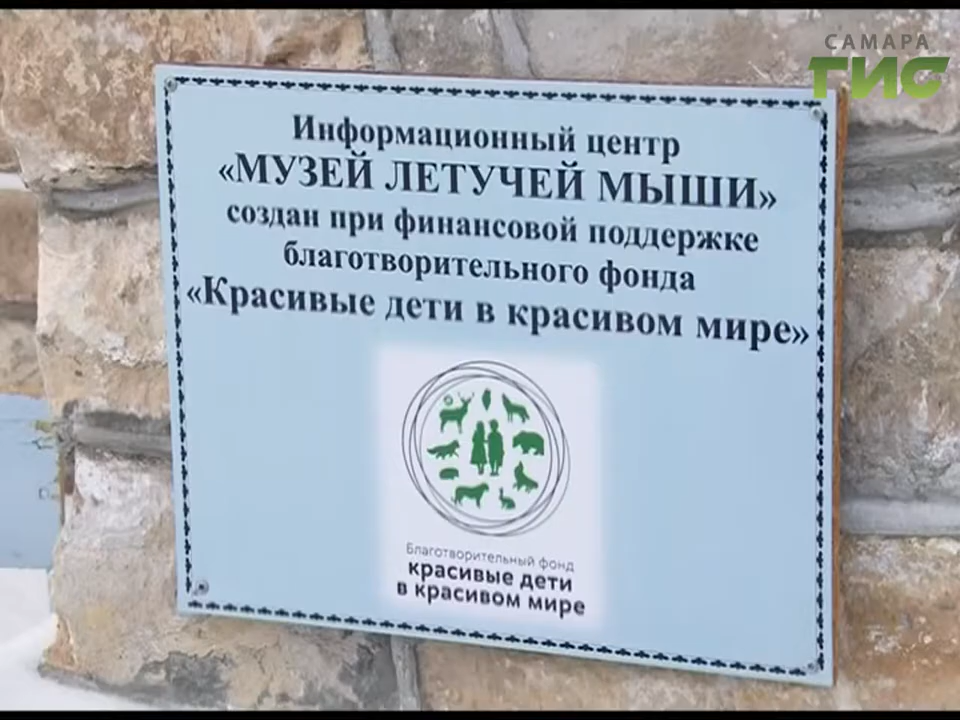 САМАРА
ГИС
Информационный центр
«МУЗЕЙ ЛЕТУЧЕЙ МЫШИ»
создан при финансовой поддержке
благотворительного фонда
«Красивые дети в красивом мире»
Благотворительный фонд
красивые дети
в красивом мире